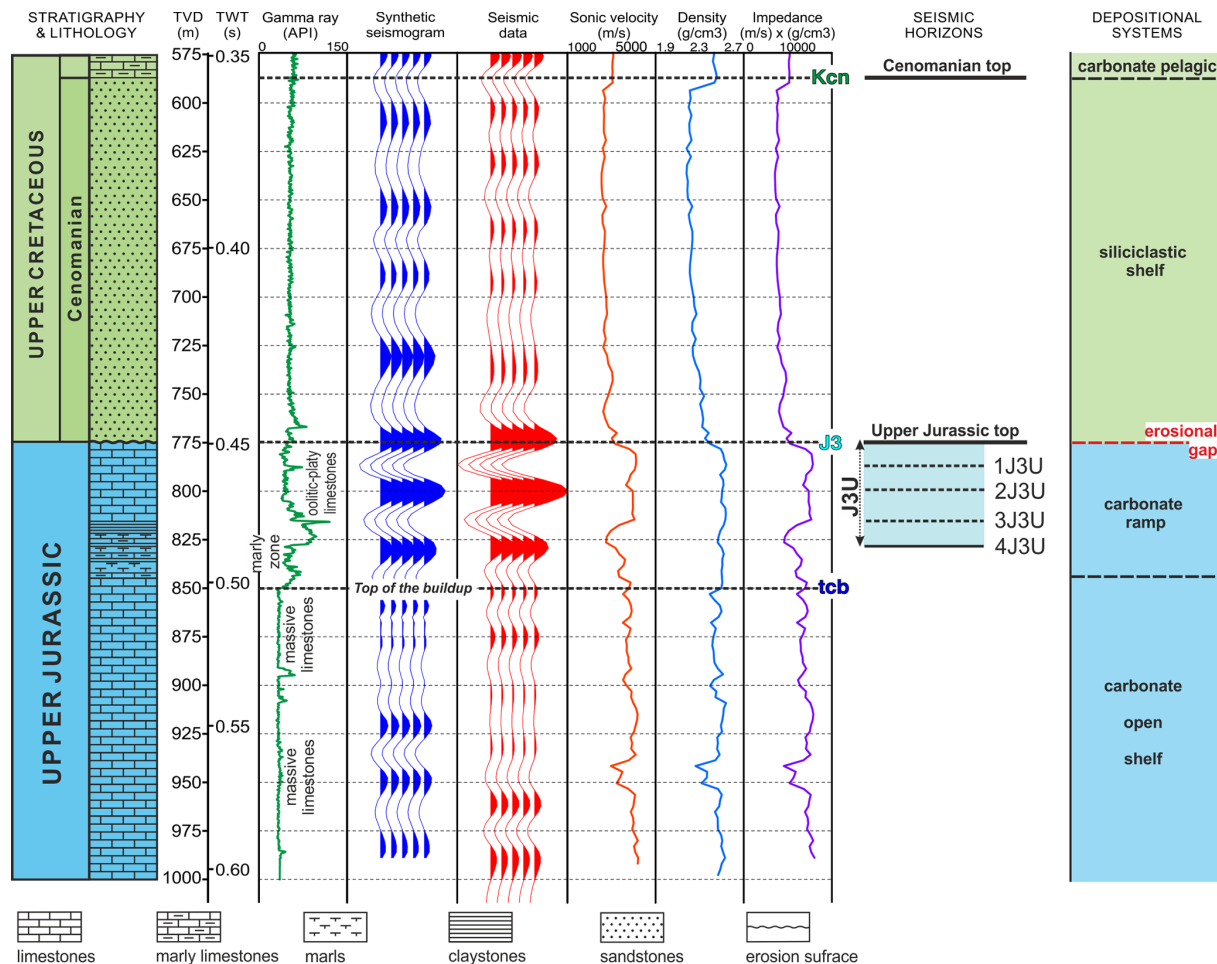 STRATIGRAPHY
& LITHOLOGY
TVD
(m)
TWT
(s)
Gamma ray
(API)
0 150
Synthetic
seismogram
Seismic
data
Sonic velocity
(m/s)
1000 5000
Density
(g/cm3)
1.9 2.3 2.7
Impedance
(m/s) x (g/cm3)
0 10000
SEISMIC
HORIZONS
DEPOSITIONAL
SYSTEMS
UPPER CRETACEOUS
Cenomanian
UPPER JURASSIC
575
600
625
650
675
700
725
750
775
800
825
850
875
900
925
950
975
1000
0.35
0.40
0.45
0.50
0.55
0.60
oolitic-platy
limestones
marly
zone
massive
limestones
massive
limestones
Top of the buildup
Kcn
J3
tcb
Cenomanian top
Upper Jurassic top
J3U
1J3U
2J3U
3J3U
4J3U
carbonate pelagic
siliciclastic
shelf
erosional
gap
carbonate
ramp
carbonate
open
shelf
limestones
marly limestones
marls
claystones
sandstones
erosion sufrace